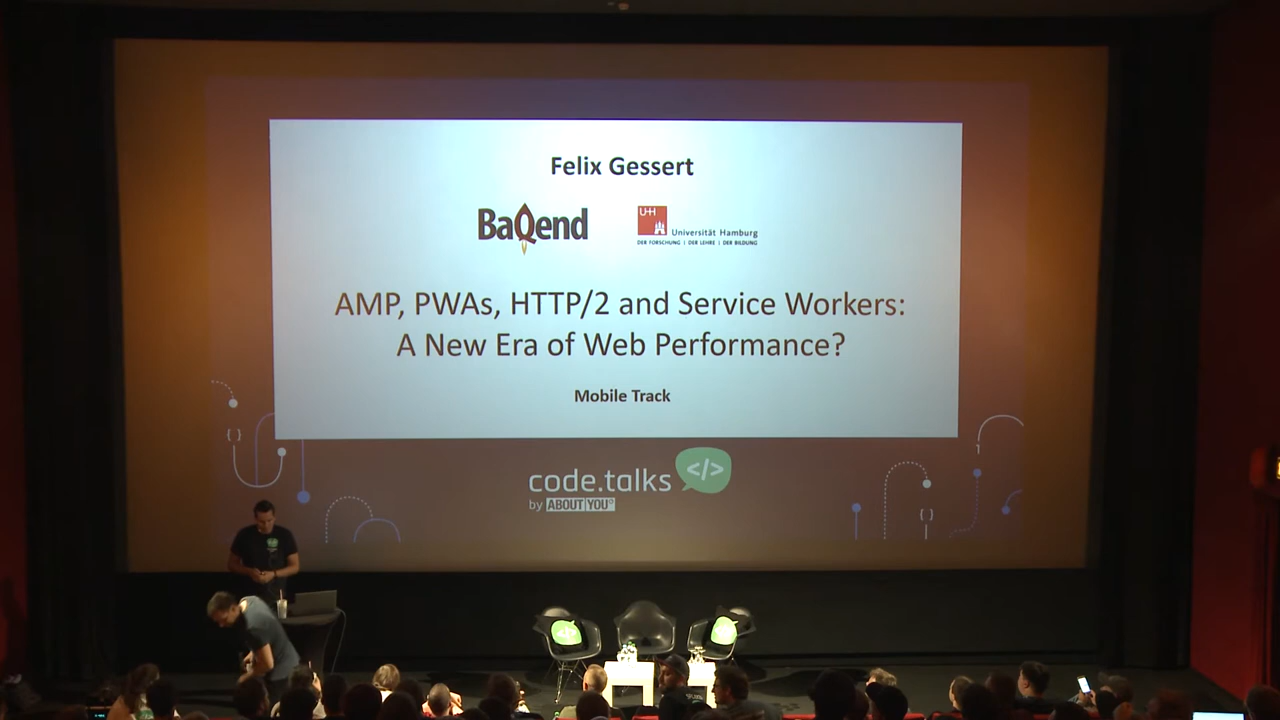 Felix Gessert
BaQend
U+H
Universität Hamburg
DER FORSCHUNG | DER LEHRE | DER BILDUNG
AMP, PWAs, HTTP/2 and Service Workers:
A New Era of Web Performance?
Mobile Track
{ }
{ }
code.talks </>
by ABOUT YOU°
</>